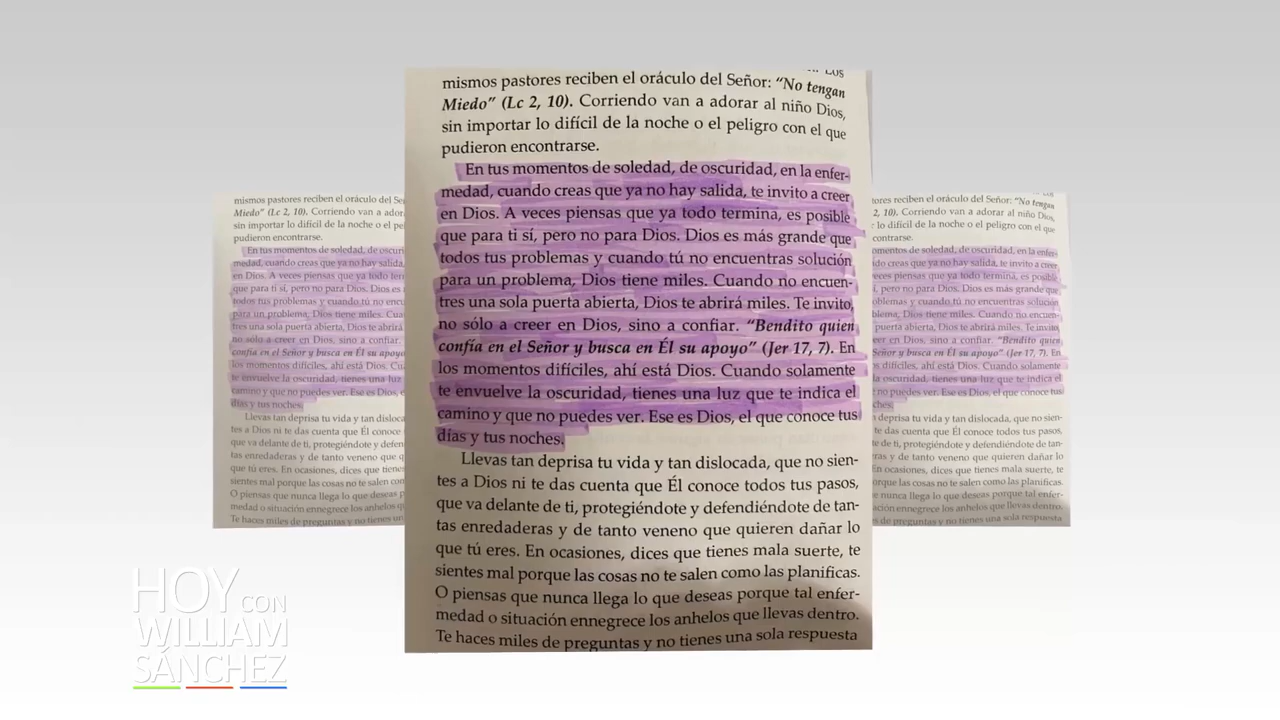 LOS
mismos pastores reciben el oráculo del Señor: "No tengan
Miedo" (Lc 2, 10). Corriendo van a adorar al niño Dios,
sin importar lo difícil de la noche o el peligro con el que
pudieron encontrarse.
En tus momentos de soledad, de oscuridad, en la enfer-
medad, cuando creas que ya no hay salida, te invito a creer
en Dios. A veces piensas que ya todo termina, es posible
que para ti sí, pero no para Dios. Dios es más grande que
todos tus problemas y cuando tú no encuentras solución
para un problema, Dios tiene miles. Cuando no encuen-
tres una sola puerta abierta, Dios te abrirá miles. Te invito,
no sólo a creer en Dios, sino a confiar. "Bendito quien
confía en el Señor y busca en Él su apoyo" (Jer 17, 7). En
los momentos difíciles, ahí está Dios. Cuando solamente
te envuelve la oscuridad, tienes una luz que te indica el
camino y que no puedes ver. Ese es Dios, el que conoce tus
días y tus noches.
Llevas tan deprisa tu vida y tan dislocada, que no sien-
tes a Dios ni te das cuenta que Él conoce todos tus pasos,
que va delante de ti, protegiéndote y defendiéndote de tan-
tas enredaderas y de tanto veneno que quieren dañar lo
que tú eres. En ocasiones, dices que tienes mala suerte, te
sientes mal porque las cosas no te salen como las planificas.
O piensas que nunca llega lo que deseas porque tal enfer-
medad o situación ennegrece los anhelos que llevas dentro.
Te haces miles de preguntas y no tienes una sola respuesta
HOY CON
WILLIAM
SÁNCHEZ